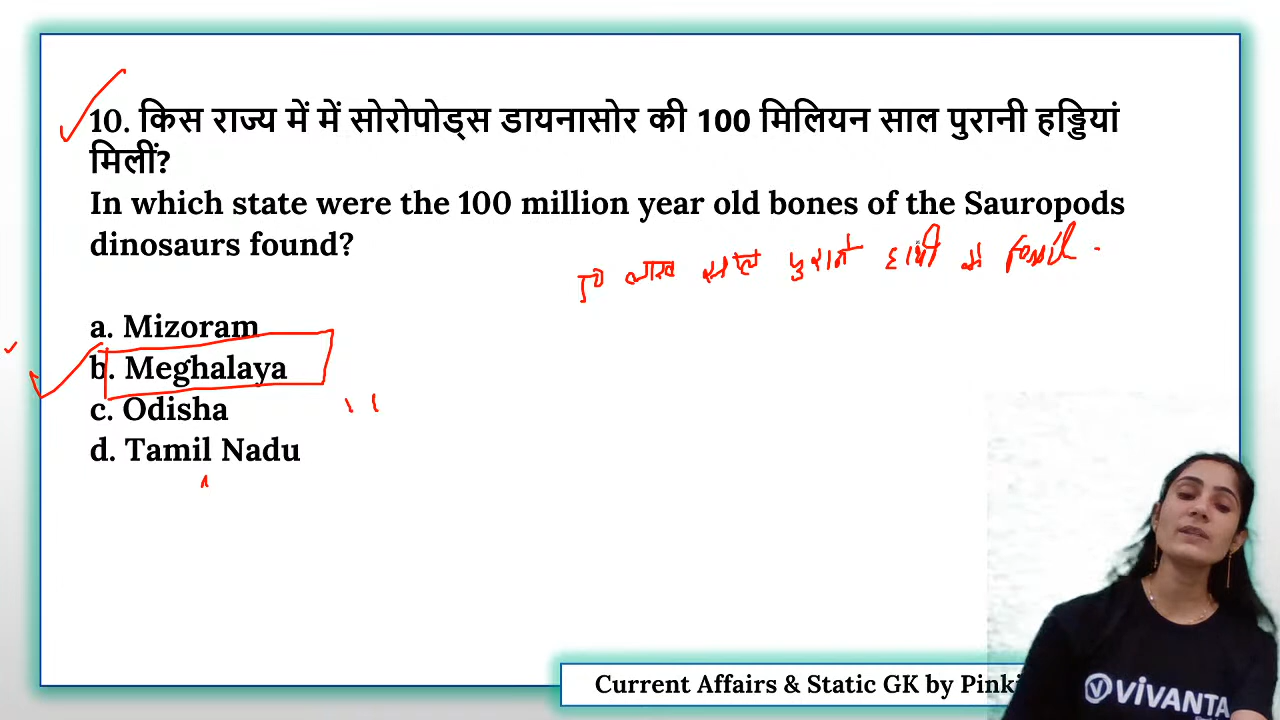 10. किस राज्य में में सोरोपोड्स डायनासोर की 100 मिलियन साल पुरानी हड्डियां
मिलीं?
In which state were the 100 million year old bones of the Sauropods
dinosaurs found?
लाख साल पुराने हाथी के fossil.
a. Mizoram
b. Meghalaya
c. Odisha
d. Tamil Nadu
VIVANTA
Current Affairs & Static GK by Pinki